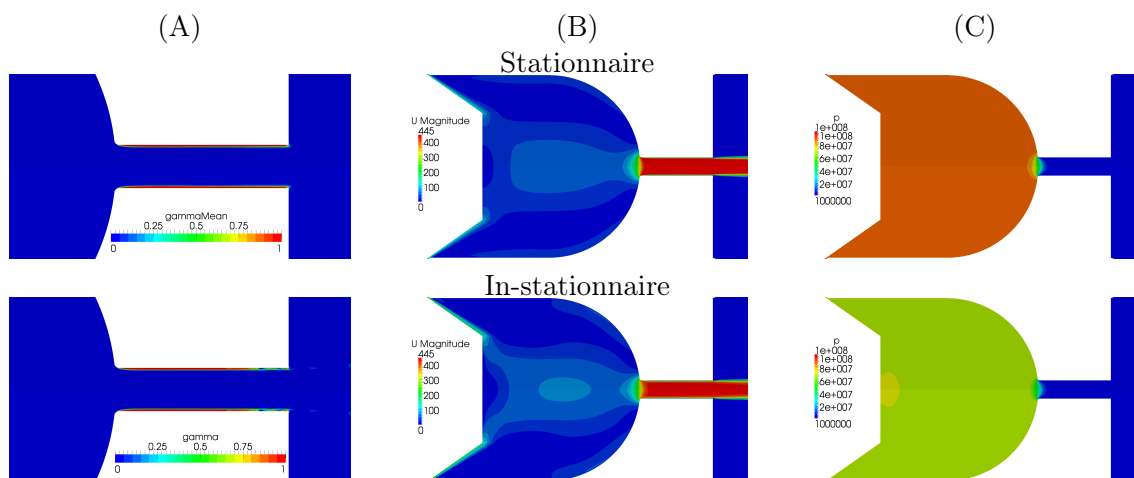 (A) (B) (C)
Stationnaire
gammaMean
0.25 0.5 0.75
0 1
U Magnitude
445
400
300
200
100
0
p
1e+008
1e+008
8e+007
6e+007
4e+007
2e+007
1000000
In-stationnaire
gamma
0.25 0.5 0.75
0 1
U Magnitude
445
400
300
200
100
0
p
1e+008
1e+008
8e+007
6e+007
4e+007
2e+007
1000000